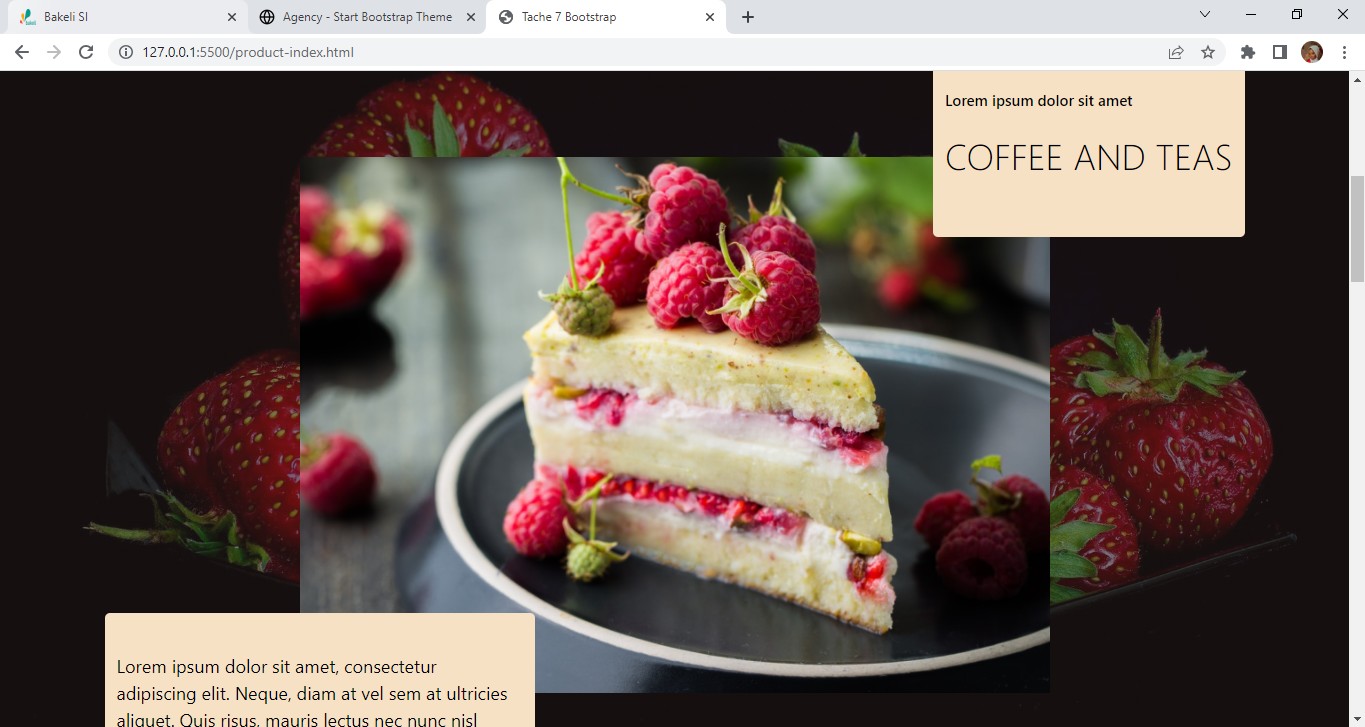 Bakeli SI
Agency - Start Bootstrap Theme
Tache 7 Bootstrap
127.0.0.1:5500/product-index.html
Lorem ipsum dolor sit amet
COFFEE AND TEAS
Lorem ipsum dolor sit amet, consectetur
adipiscing elit. Neque, diam at vel sem at ultricies
aliquet. Quis risus, mauris lectus nec nunc nisl